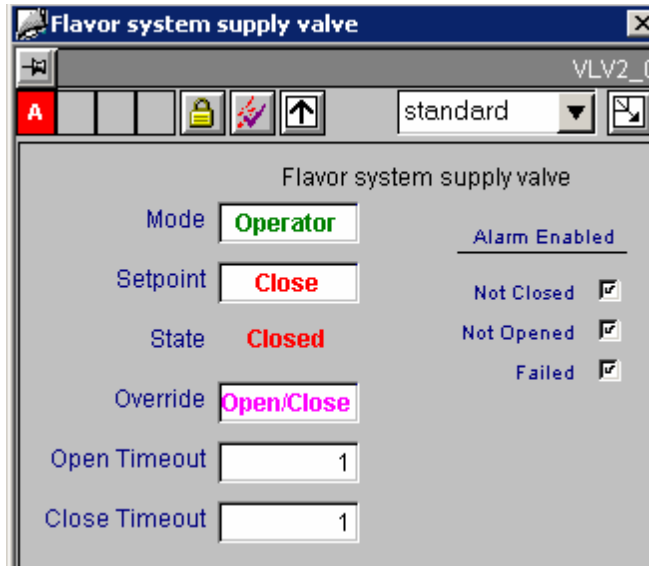 Flavor system supply valve
VLV2_
A
standard
Flavor system supply valve
Mode Operator
Alarm Enabled
Setpoint Close
Not Closed
State Closed
Not Opened
Failed
Override Open/Close
Open Timeout 1
Close Timeout 1